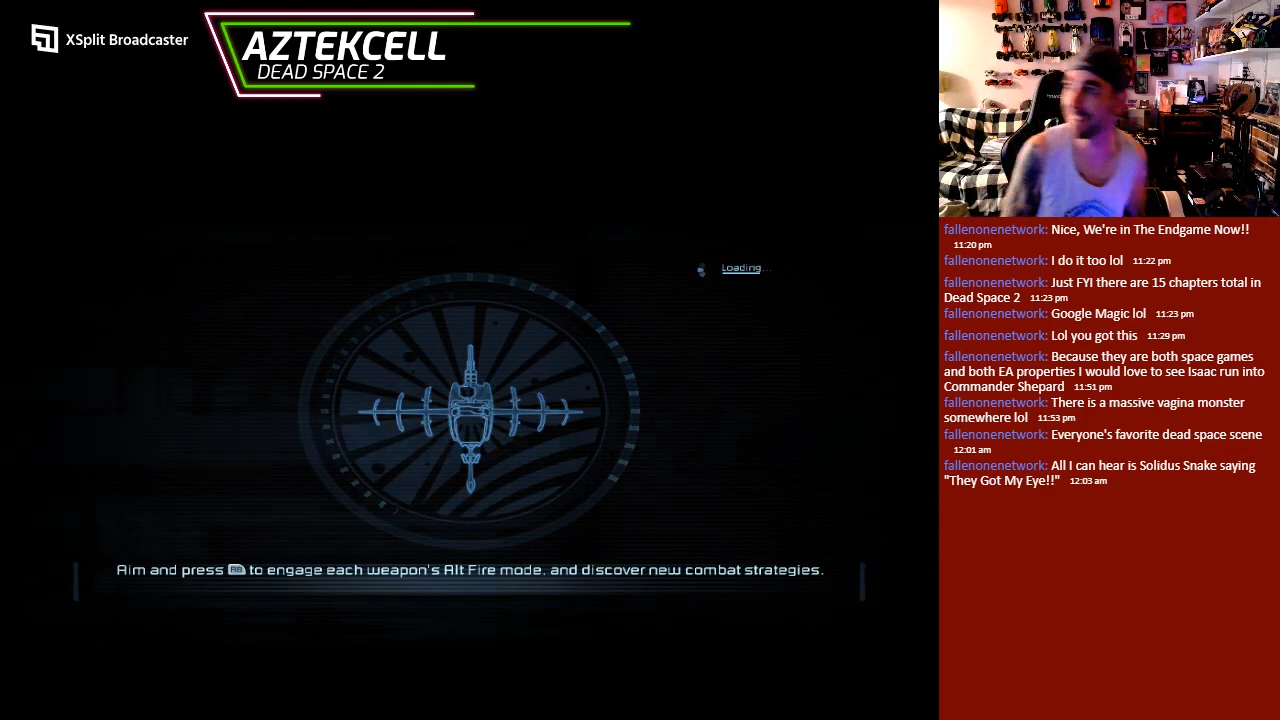 XSplit Broadcaster
AZTEKCELL
DEAD SPACE 2
Loading...
Aim and press RB to engage each weapon's Alt Fire mode, and discover new combat strategies.
fallenonenetwork: Nice, We're in The Endgame Now!!
11:20 pm
fallenonenetwork: I do it too lol 11:22 pm
fallenonenetwork: Just FYI there are 15 chapters total in
Dead Space 2 11:23 pm
fallenonenetwork: Google Magic lol 11:23 pm
fallenonenetwork: Lol you got this 11:29 pm
fallenonenetwork: Because they are both space games
and both EA properties I would love to see Isaac run into
Commander Shepard 11:51 pm
fallenonenetwork: There is a massive vagina monster
somewhere lol 11:53 pm
fallenonenetwork: Everyone's favorite dead space scene
12:01 am
fallenonenetwork: All I can hear is Solidus Snake saying
"They Got My Eye!!" 12:03 am